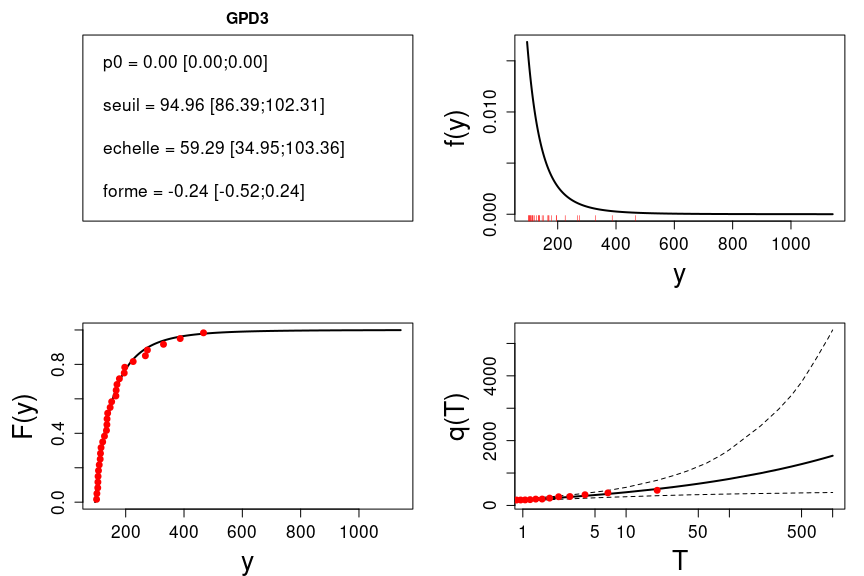 GPD3
p0 = 0.00 [0.00;0.00]
seuil = 94.96 [86.39;102.31]
echelle = 59.29 [34.95;103.36]
forme = -0.24 [-0.52;0.24]
f(y)
0.000
0.010
200 400 600 800 1000
y
F(y)
0.0
0.4
0.8
200 400 600 800 1000
y
q(T)
0
2000
4000
1 5 10 50 500
T